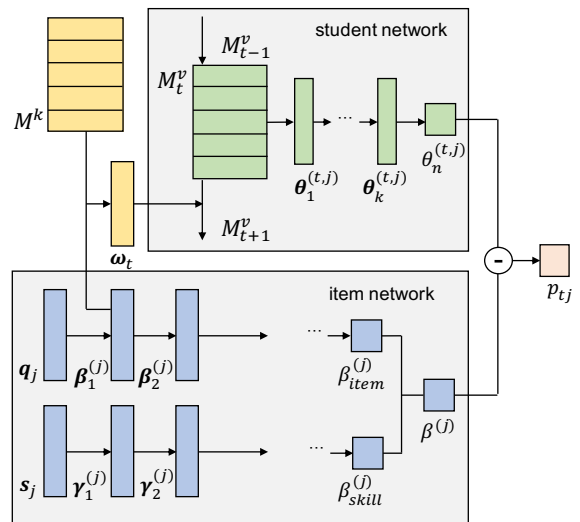 student network
M^v_{t-1}
M^v_t
M^k
...
θ_1^{(t,j)}
θ_k^{(t,j)}
θ_n^{(t,j)}
M^v_{t+1}
ω_t
-
p_{tj}
item network
...
q_j
β_1^{(j)}
β_2^{(j)}
β_{item}^{(j)}
β^{(j)}
...
s_j
γ_1^{(j)}
γ_2^{(j)}
β_{skill}^{(j)}